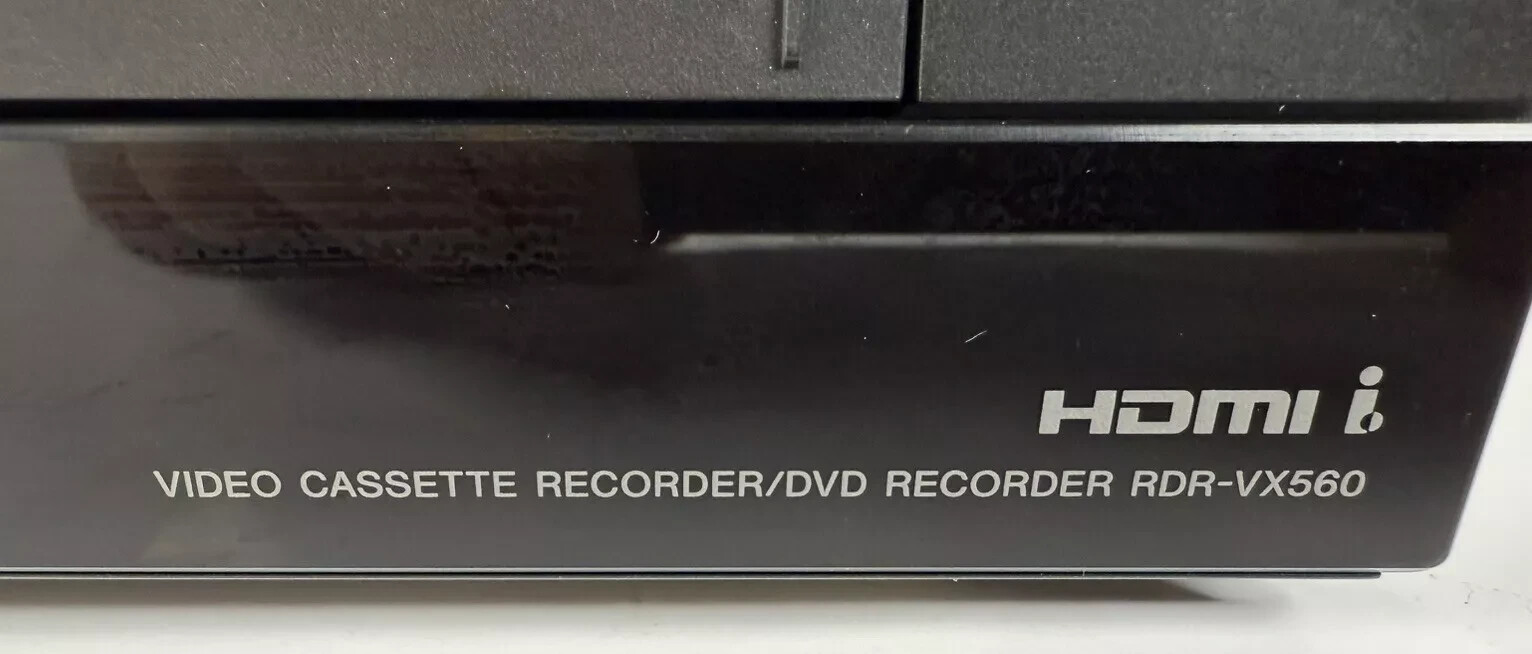 HDMI i
VIDEO CASSETTE RECORDER/DVD RECORDER RDR-VX560